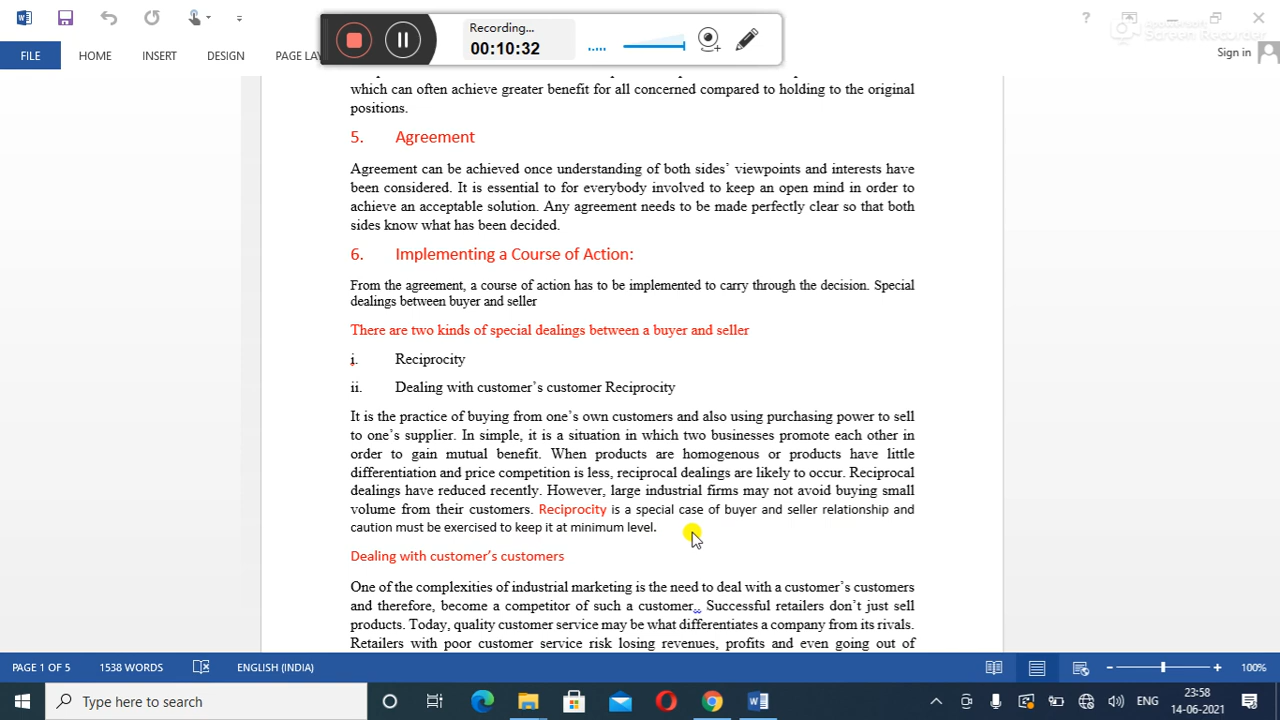 Recording...
00:10:32
Screen Recorder
Sign in
FILE HOME INSERT DESIGN PAGE LAY
which can often achieve greater benefit for all concerned compared to holding to the original
positions.
5. Agreement
Agreement can be achieved once understanding of both sides’ viewpoints and interests have
been considered. It is essential to for everybody involved to keep an open mind in order to
achieve an acceptable solution. Any agreement needs to be made perfectly clear so that both
sides know what has been decided.
6. Implementing a Course of Action:
From the agreement, a course of action has to be implemented to carry through the decision. Special
dealings between buyer and seller
There are two kinds of special dealings between a buyer and seller
i. Reciprocity
ii. Dealing with customer’s customer Reciprocity
It is the practice of buying from one’s own customers and also using purchasing power to sell
to one’s supplier. In simple, it is a situation in which two businesses promote each other in
order to gain mutual benefit. When products are homogenous or products have little
differentiation and price competition is less, reciprocal dealings are likely to occur. Reciprocal
dealings have reduced recently. However, large industrial firms may not avoid buying small
volume from their customers. Reciprocity is a special case of buyer and seller relationship and
caution must be exercised to keep it at minimum level.
Dealing with customer’s customers
One of the complexities of industrial marketing is the need to deal with a customer’s customers
and therefore, become a competitor of such a customer.. Successful retailers don’t just sell
products. Today, quality customer service may be what differentiates a company from its rivals.
Retailers with poor customer service risk losing revenues, profits and even going out of
PAGE 1 OF 5 1538 WORDS ENGLISH (INDIA) 100%
Type here to search
ENG
23:58
14-06-2021